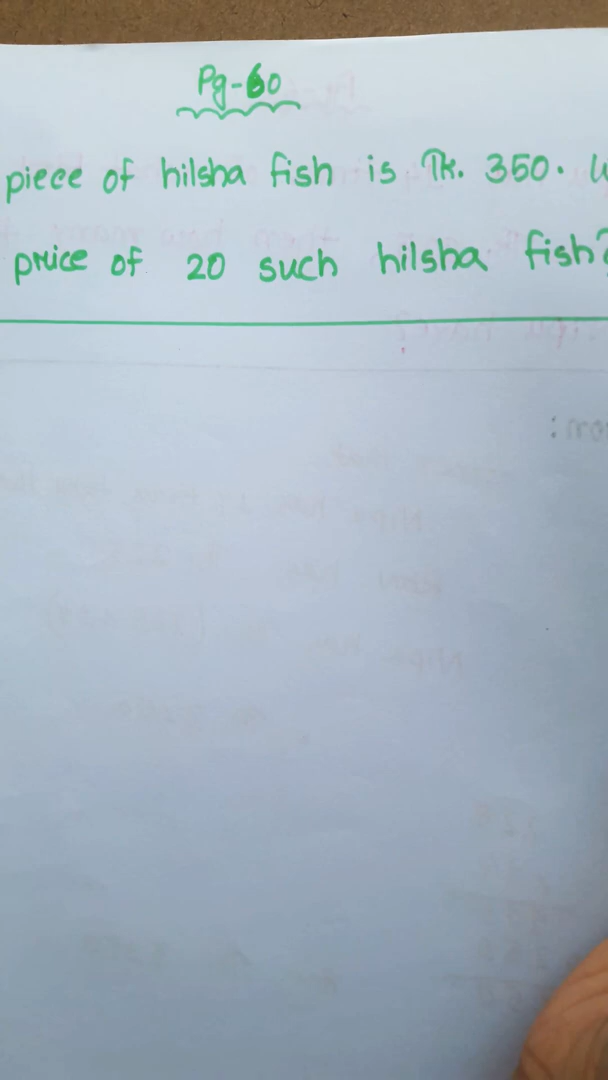 Pg-60
piece of hilsha fish is Tk. 350.
price of 20 such hilsha fish?